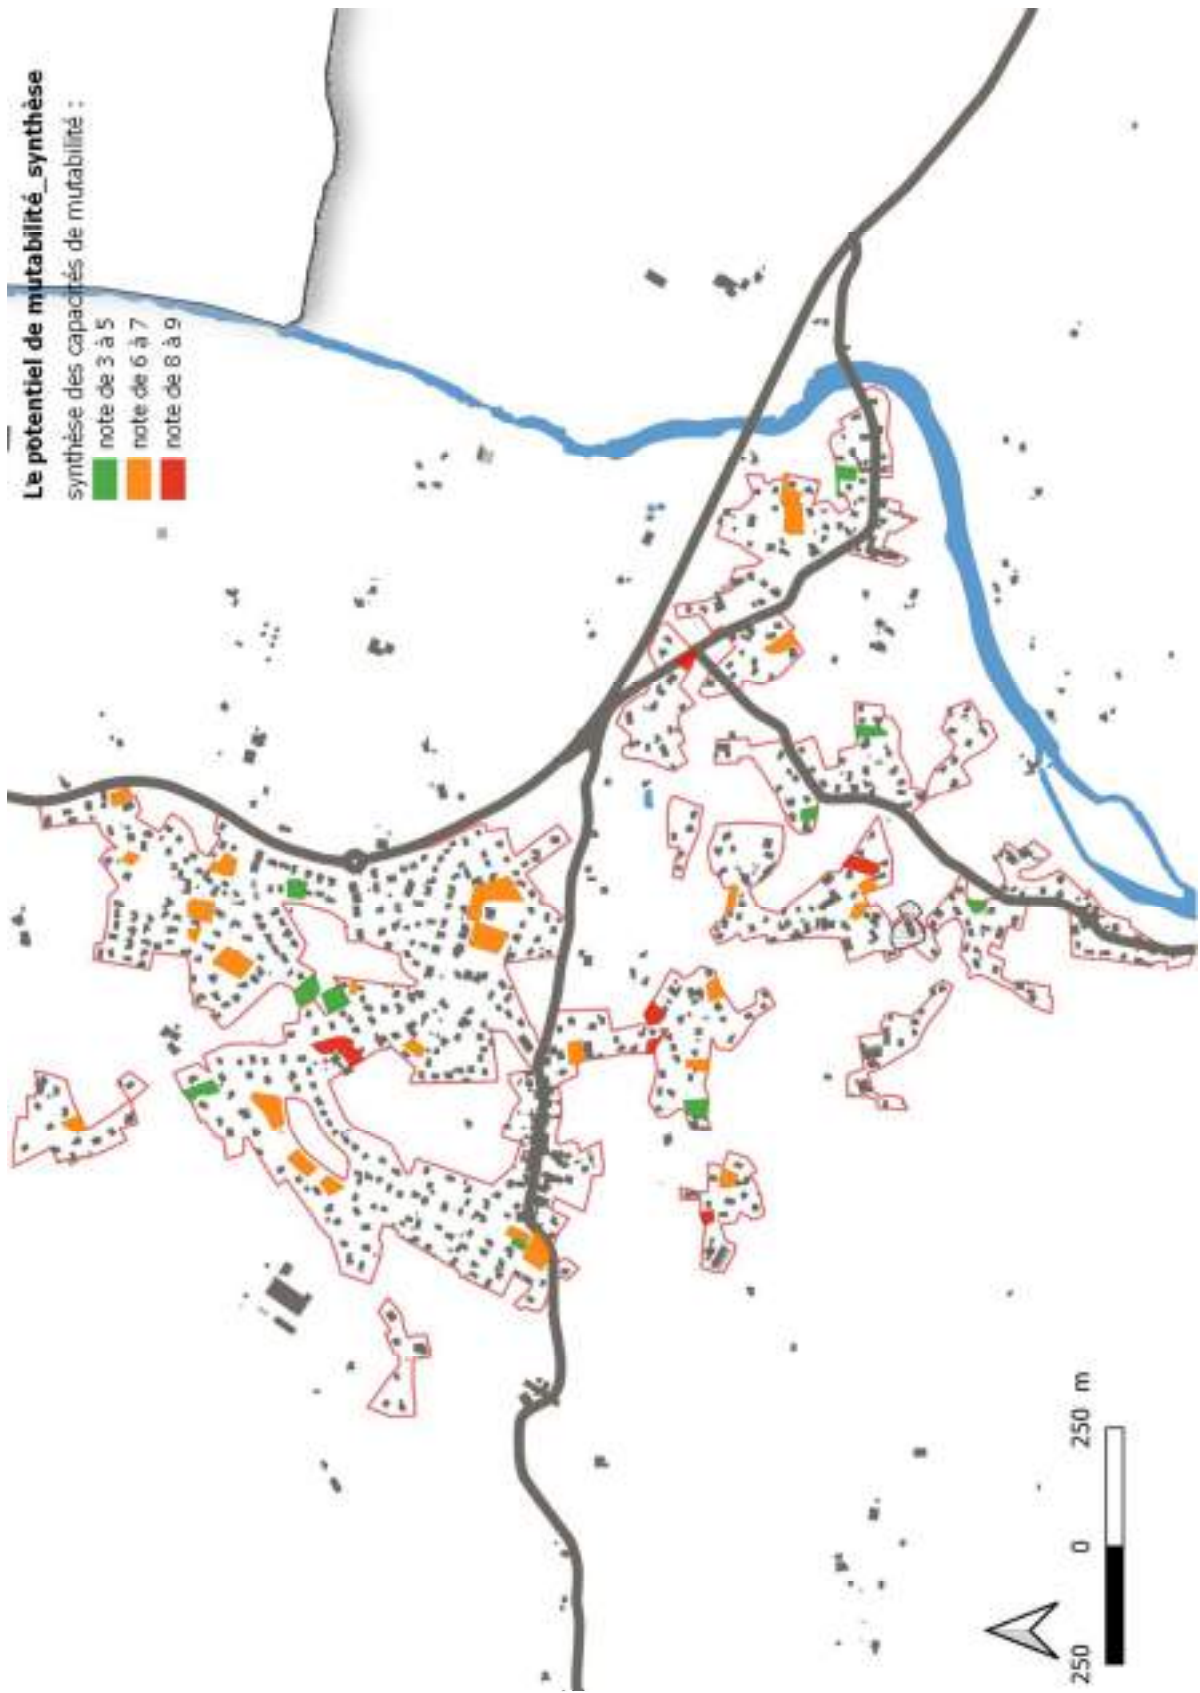 Le potentiel de mutabilité_synthèse
synthèse des capacités de mutabilité :
note de 3 à 5
note de 6 à 7
note de 8 à 9
250 0 250 m